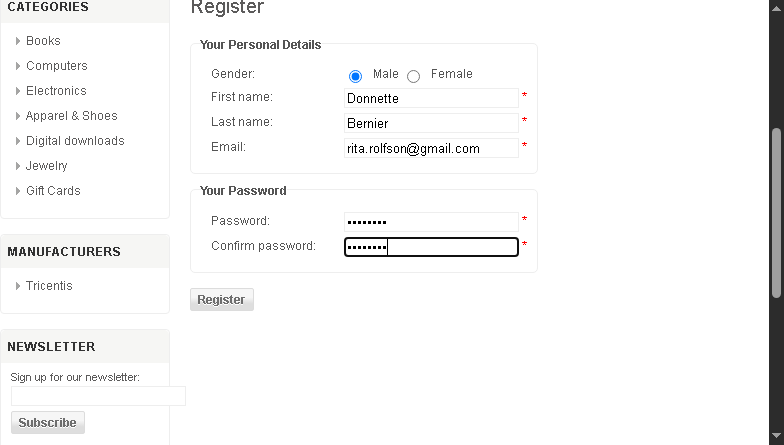 CATEGORIES
Books
Computers
Electronics
Apparel & Shoes
Digital downloads
Jewelry
Gift Cards
MANUFACTURERS
Tricentis
NEWSLETTER
Sign up for our newsletter:
Subscribe
Register
Your Personal Details
Gender: Male Female
First name: Donnette *
Last name: Bernier *
Email: rita.rolfson@gmail.com *
Your Password
Password: •••••••• *
Confirm password: •••••••• *
Register